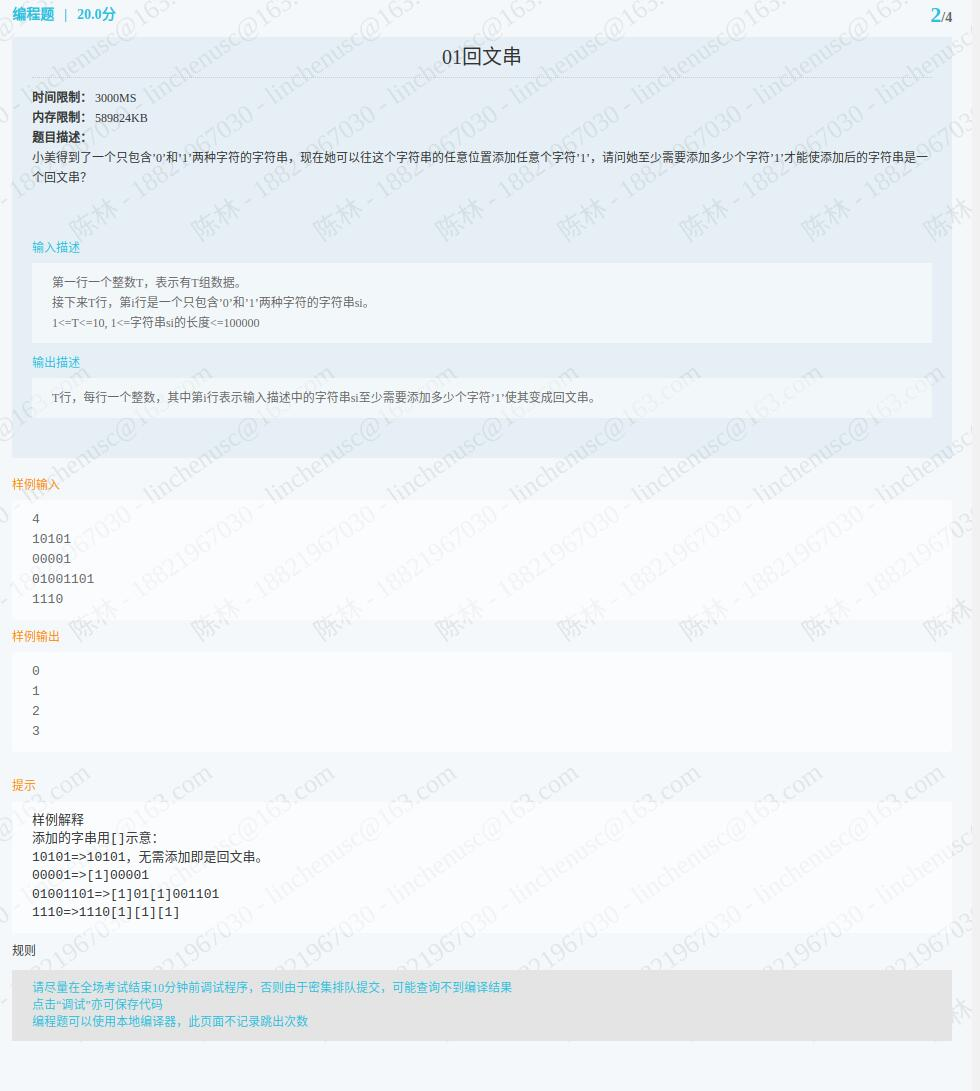 编程题 | 20.0分
2/4
01回文串
时间限制： 3000MS
内存限制： 589824KB
题目描述：
小美得到了一个只包含'0'和'1'两种字符的字符串，现在她可以往这个字符串的任意位置添加任意个字符'1'，请问她至少需要添加多少个字符'1'才能使添加后的字符串是一
个回文串？
输入描述
第一行一个整数T，表示有T组数据。
接下来T行，第i行是一个只包含'0'和'1'两种字符的字符串si。
1<=T<=10, 1<=字符串si的长度<=100000
输出描述
T行，每行一个整数，其中第i行表示输入描述中的字符串si至少需要添加多少个字符'1'使其变成回文串。
样例输入
4
10101
00001
01001101
1110
样例输出
0
1
2
3
提示
样例解释
添加的字串用[]示意：
10101=>10101，无需添加即是回文串。
00001=>[1]00001
01001101=>[1]01[1]001101
1110=>1110[1][1][1]
规则
请尽量在全场考试结束10分钟前调试程序，否则由于密集排队提交，可能查询不到编译结果
点击“调试”亦可保存代码
编程题可以使用本地编译器，此页面不记录跳出次数
陈林 - 18821967030 - linchenusc@163.com